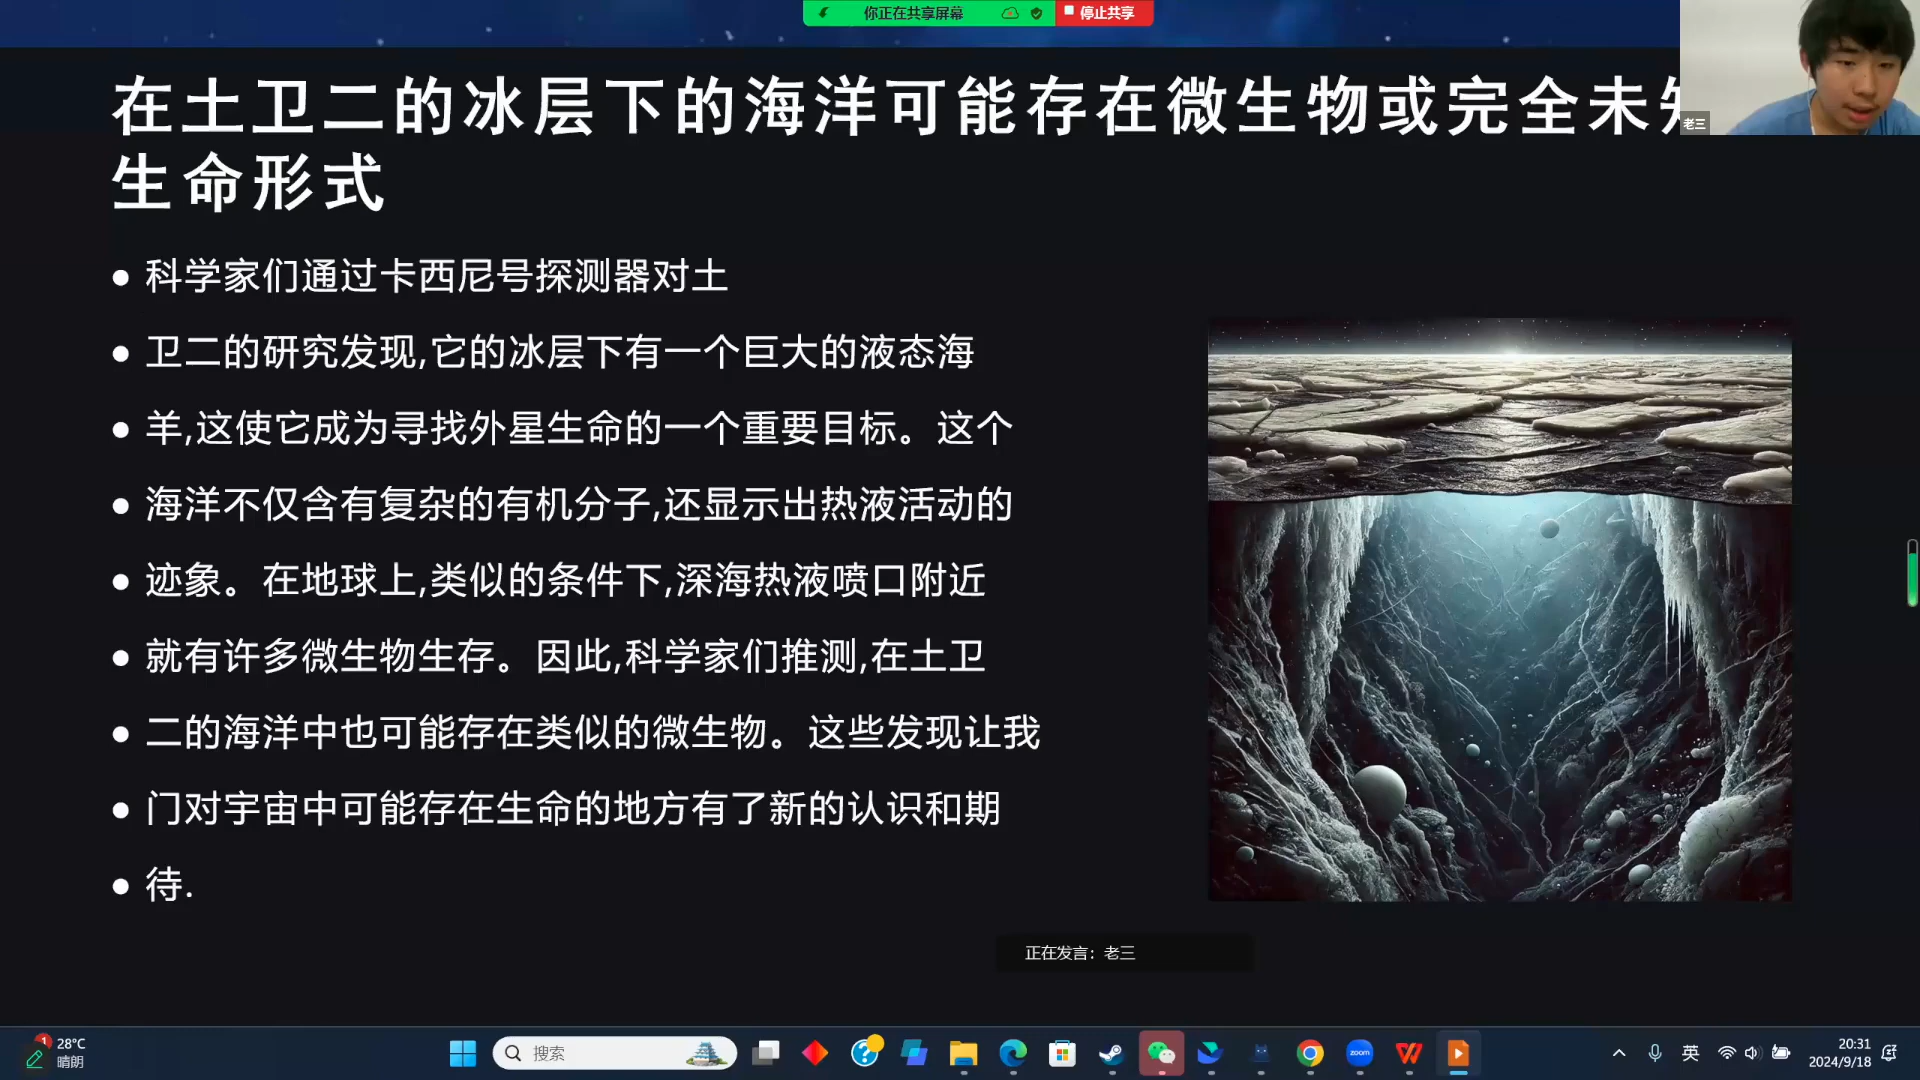 你正在共享屏幕
停止共享
老三
在土卫二的冰层下的海洋可能存在微生物或完全未知
生命形式
科学家们通过卡西尼号探测器对土
卫二的研究发现,它的冰层下有一个巨大的液态海
羊,这使它成为寻找外星生命的一个重要目标。这个
海洋不仅含有复杂的有机分子,还显示出热液活动的
迹象。在地球上,类似的条件下,深海热液喷口附近
就有许多微生物生存。因此,科学家们推测,在土卫
二的海洋中也可能存在类似的微生物。这些发现让我
门对宇宙中可能存在生命的地方有了新的认识和期
待.
正在发言：老三
1
28°C
晴朗
搜索
zoom
英
20:31
2024/9/18